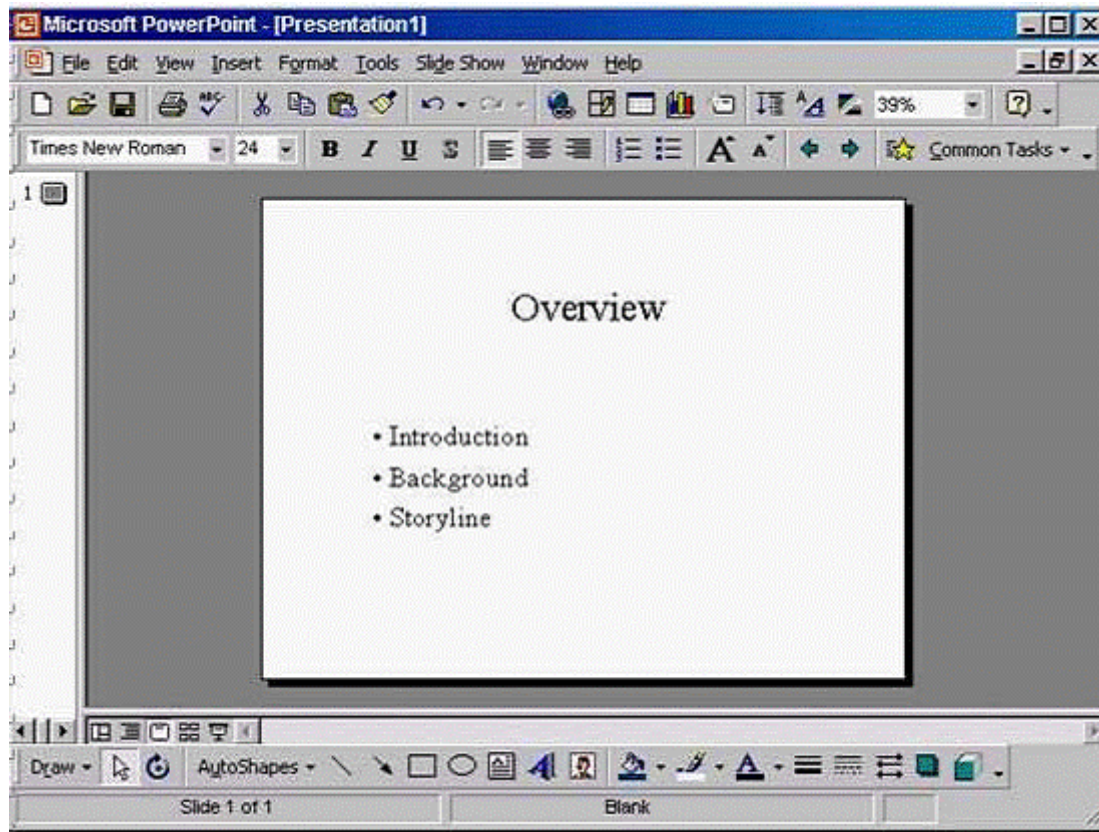 Microsoft PowerPoint - [Presentation1]
File Edit View Insert Format Tools Slide Show Window Help
ABC 39%
Times New Roman 24 B I U S A A Common Tasks
1
Overview
• Introduction
• Background
• Storyline
Draw AutoShapes A A
Slide 1 of 1 Blank